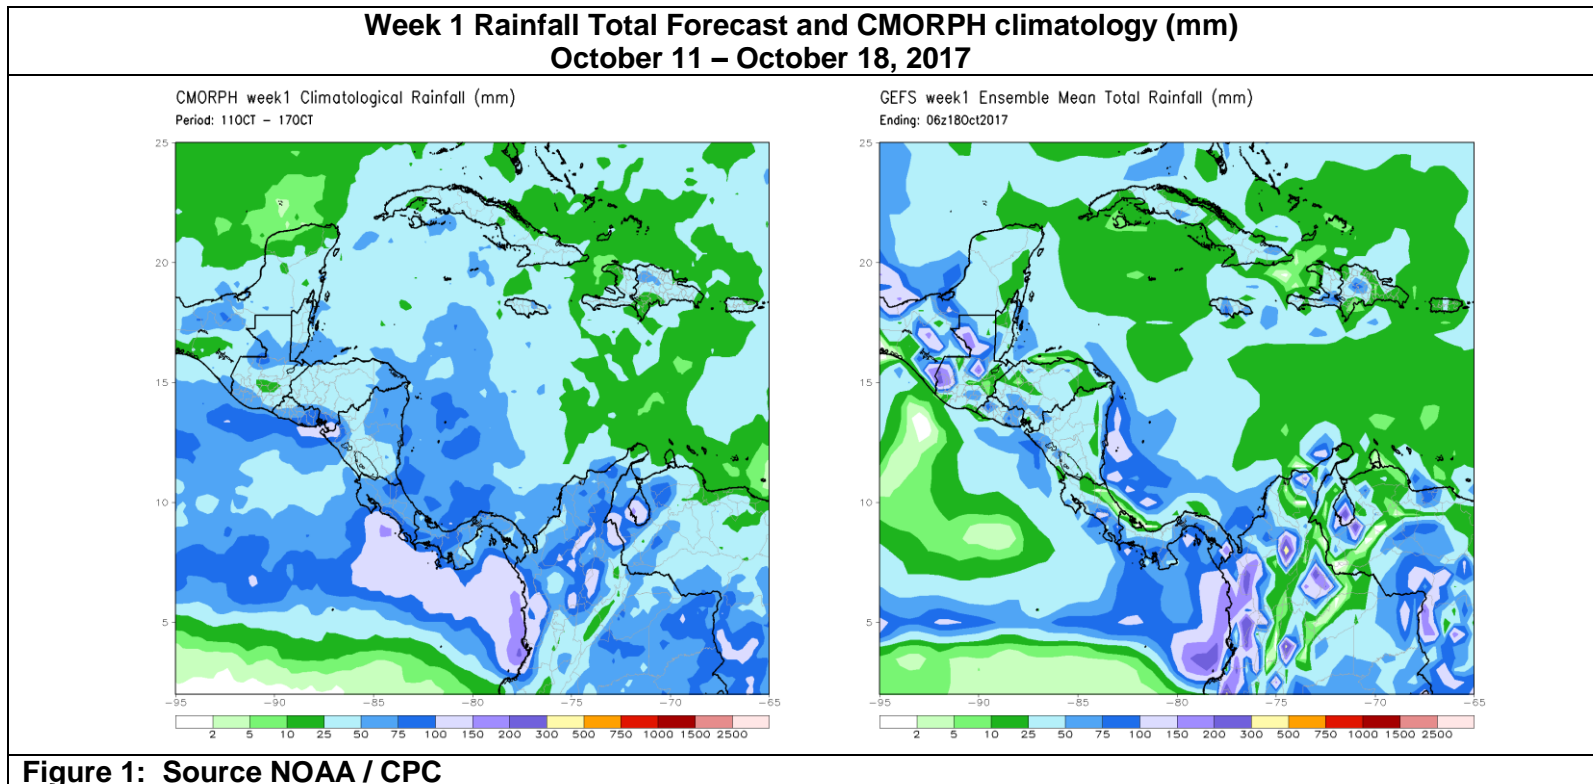 Week 1 Rainfall Total Forecast and CMORPH climatology (mm)
October 11 – October 18, 2017
CMORPH week1 Climatological Rainfall (mm)
Period: 11OCT – 17OCT
25
20
15
10
5
−95 −90 −85 −80 −75 −70 −65
2 5 10 25 50 75 100 150 200 300 500 750 1000 1500 2500
GEFS week1 Ensemble Mean Total Rainfall (mm)
Ending: 06z18Oct2017
25
20
15
10
5
−95 −90 −85 −80 −75 −70 −65
2 5 10 25 50 75 100 150 200 300 500 750 1000 1500 2500
Figure 1: Source NOAA / CPC